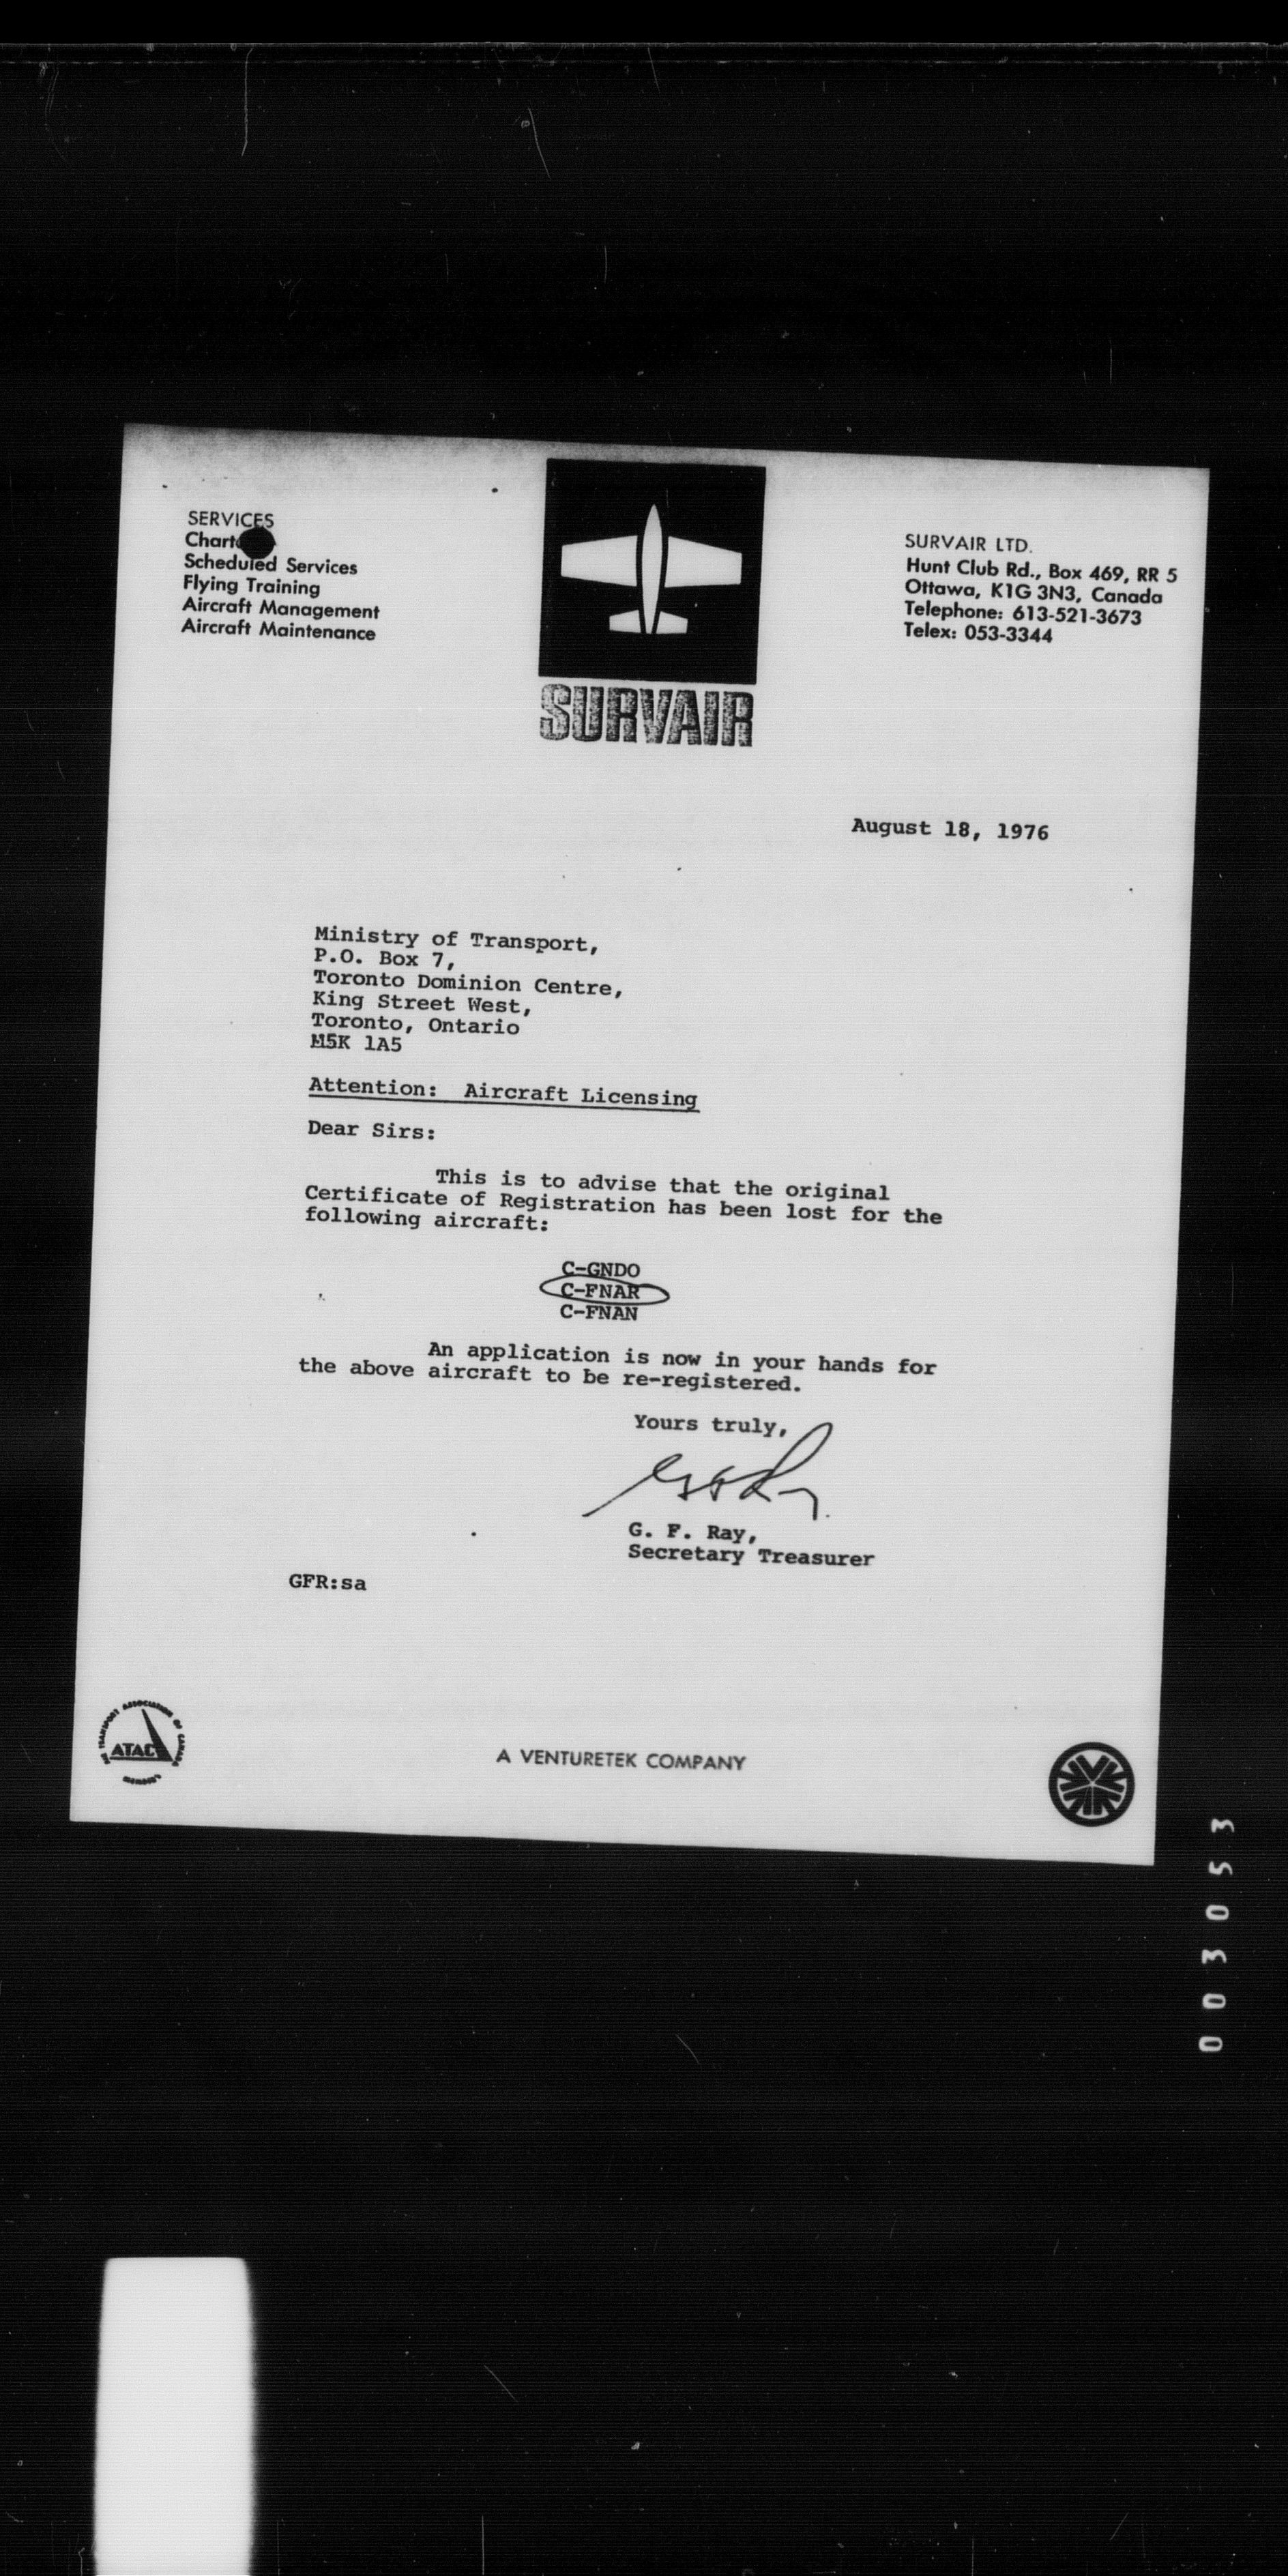 SERVICES
Scheduled Services
Flying Training
Aircraft Management
Aircraft Maintenance
SURVAIR
SURVAIR LTD.
Hunt Club Rd., Box 469, RR 5
Ottawa, K1G 3N3, Canada
Telephone: 613-521-3673
Telex: 053-3344
August 18, 1976
Ministry of Transport,
P.O. Box 7,
Toronto Dominion Centre,
King Street West,
Toronto, Ontario
M5K 1A5
Attention: Aircraft Licensing
Dear Sirs:
This is to advise that the original
Certificate of Registration has been lost for the
following aircraft:
C-GNDO
C-FNAR
C-FNAN
An application is now in your hands for
the above aircraft to be re-registered.
Yours truly,
G. F. Ray,
Secretary Treasurer
GFR:sa
TRANSPORT ASSOCIATION OF CANADA
ATAC
A VENTURETEK COMPANY
003053